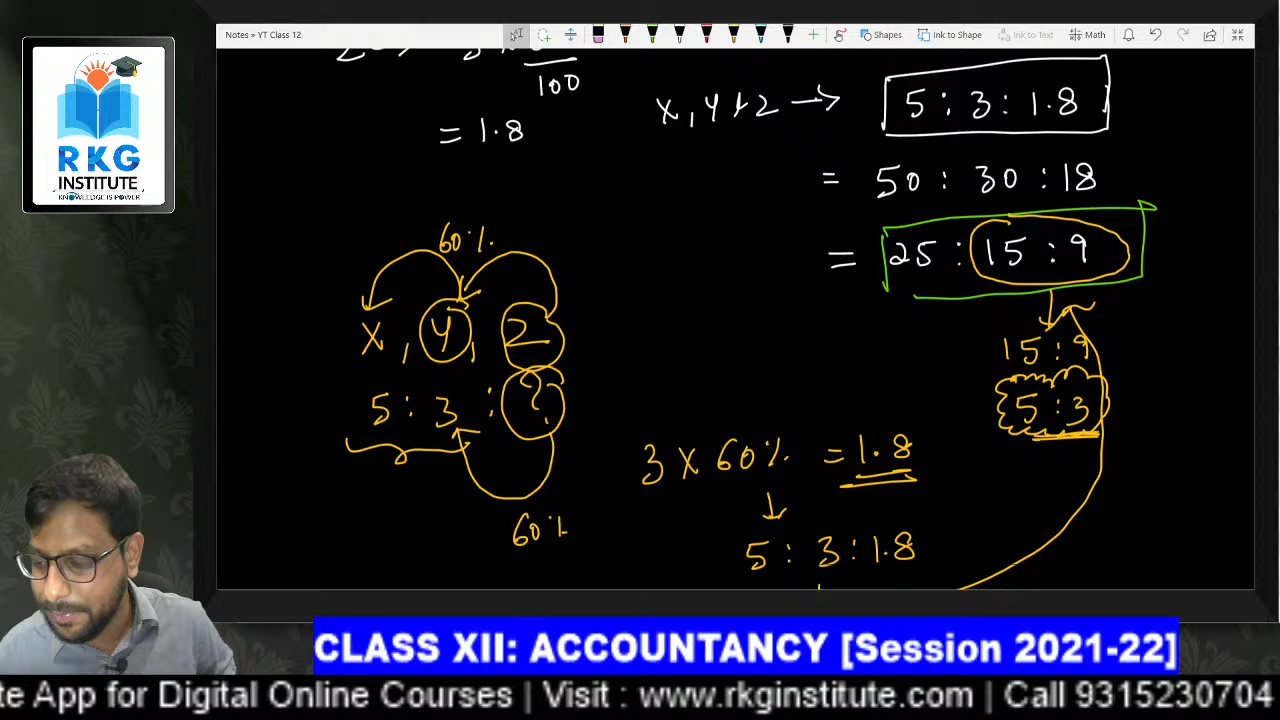 Notes » YT Class 12
Shapes
Ink to Shape
Ink to Text
Math
RKG
INSTITUTE
KNOWLEDGE IS POWER
100
= 1.8
X, Y & Z → 5 : 3 : 1.8
= 50 : 30 : 18
= 25 : 15 : 9
15 : 9
5 : 3
60%
X, Y, Z
5 : 3 : ?
60%
3 X 60% = 1.8
↓
5 : 3 : 1.8
CLASS XII: ACCOUNTANCY [Session 2021-22]
te App for Digital Online Courses | Visit : www.rkginstitute.com | Call 9315230704